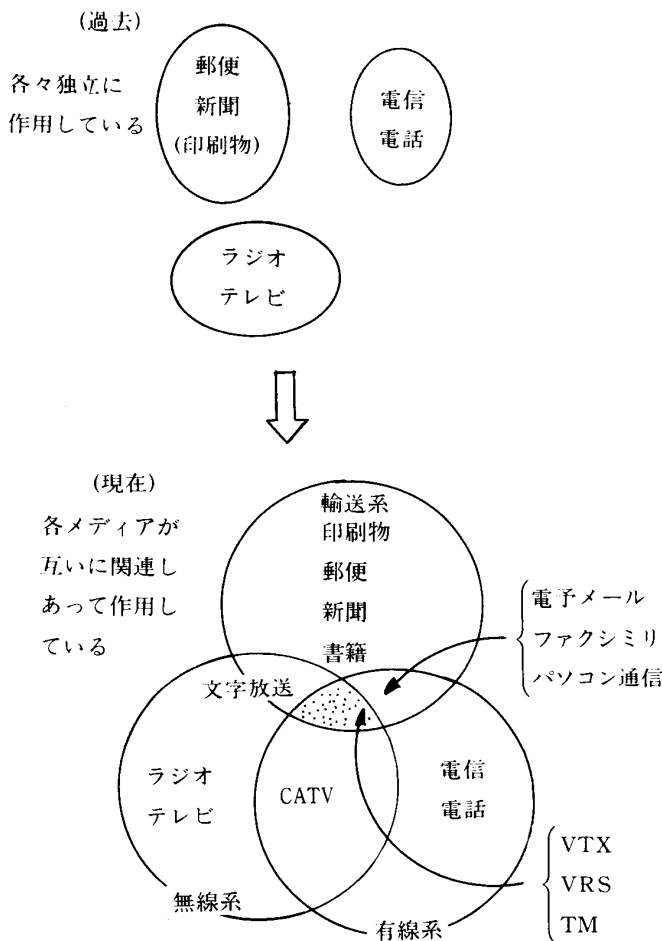 (過去)
各々独立に
作用している
郵便
新聞
(印刷物)
電信
電話
ラジオ
テレビ
(現在)
各メディアが
互いに関連し
あって作用し
ている
輸送系
印刷物
郵便
新聞
書籍
電予メール
ファクシミリ
パソコン通信
文字放送
ラジオ
テレビ
CATV
電信
電話
無線系
有線系
VTX
VRS
TM